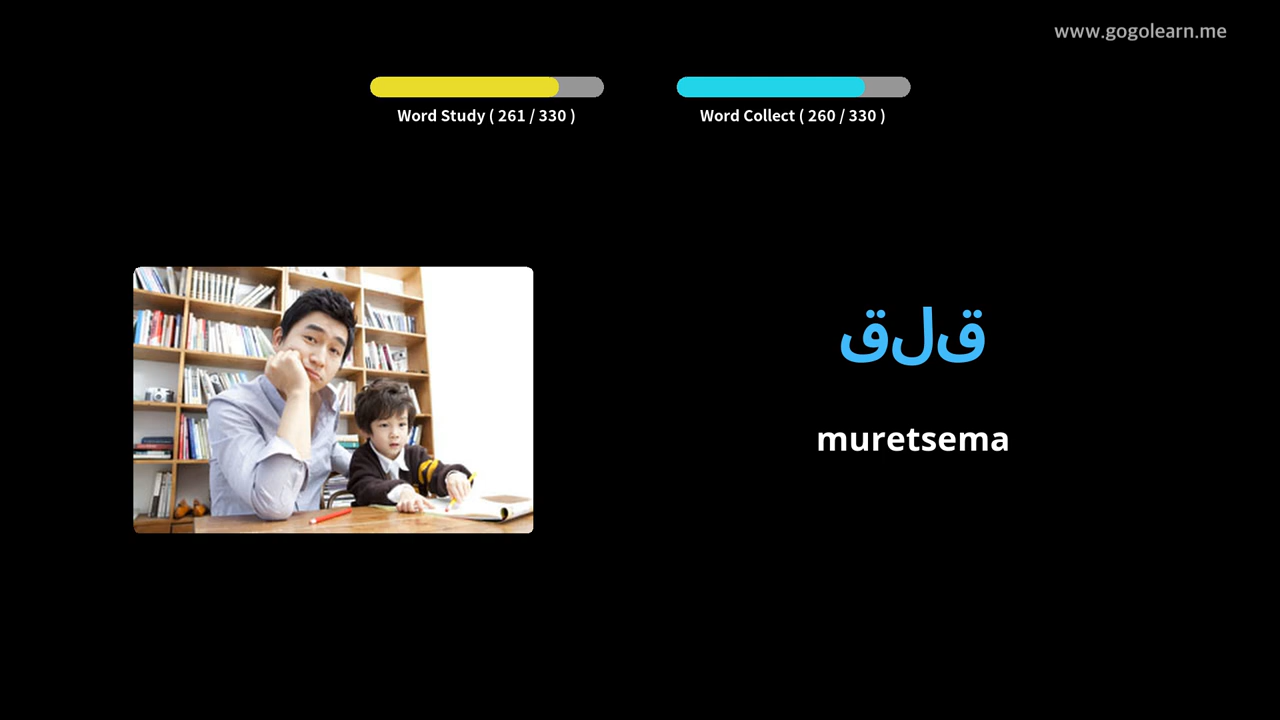 www.gogolearn.me
Word Study ( 261 / 330 )
Word Collect ( 260 / 330 )
قلق
muretsema